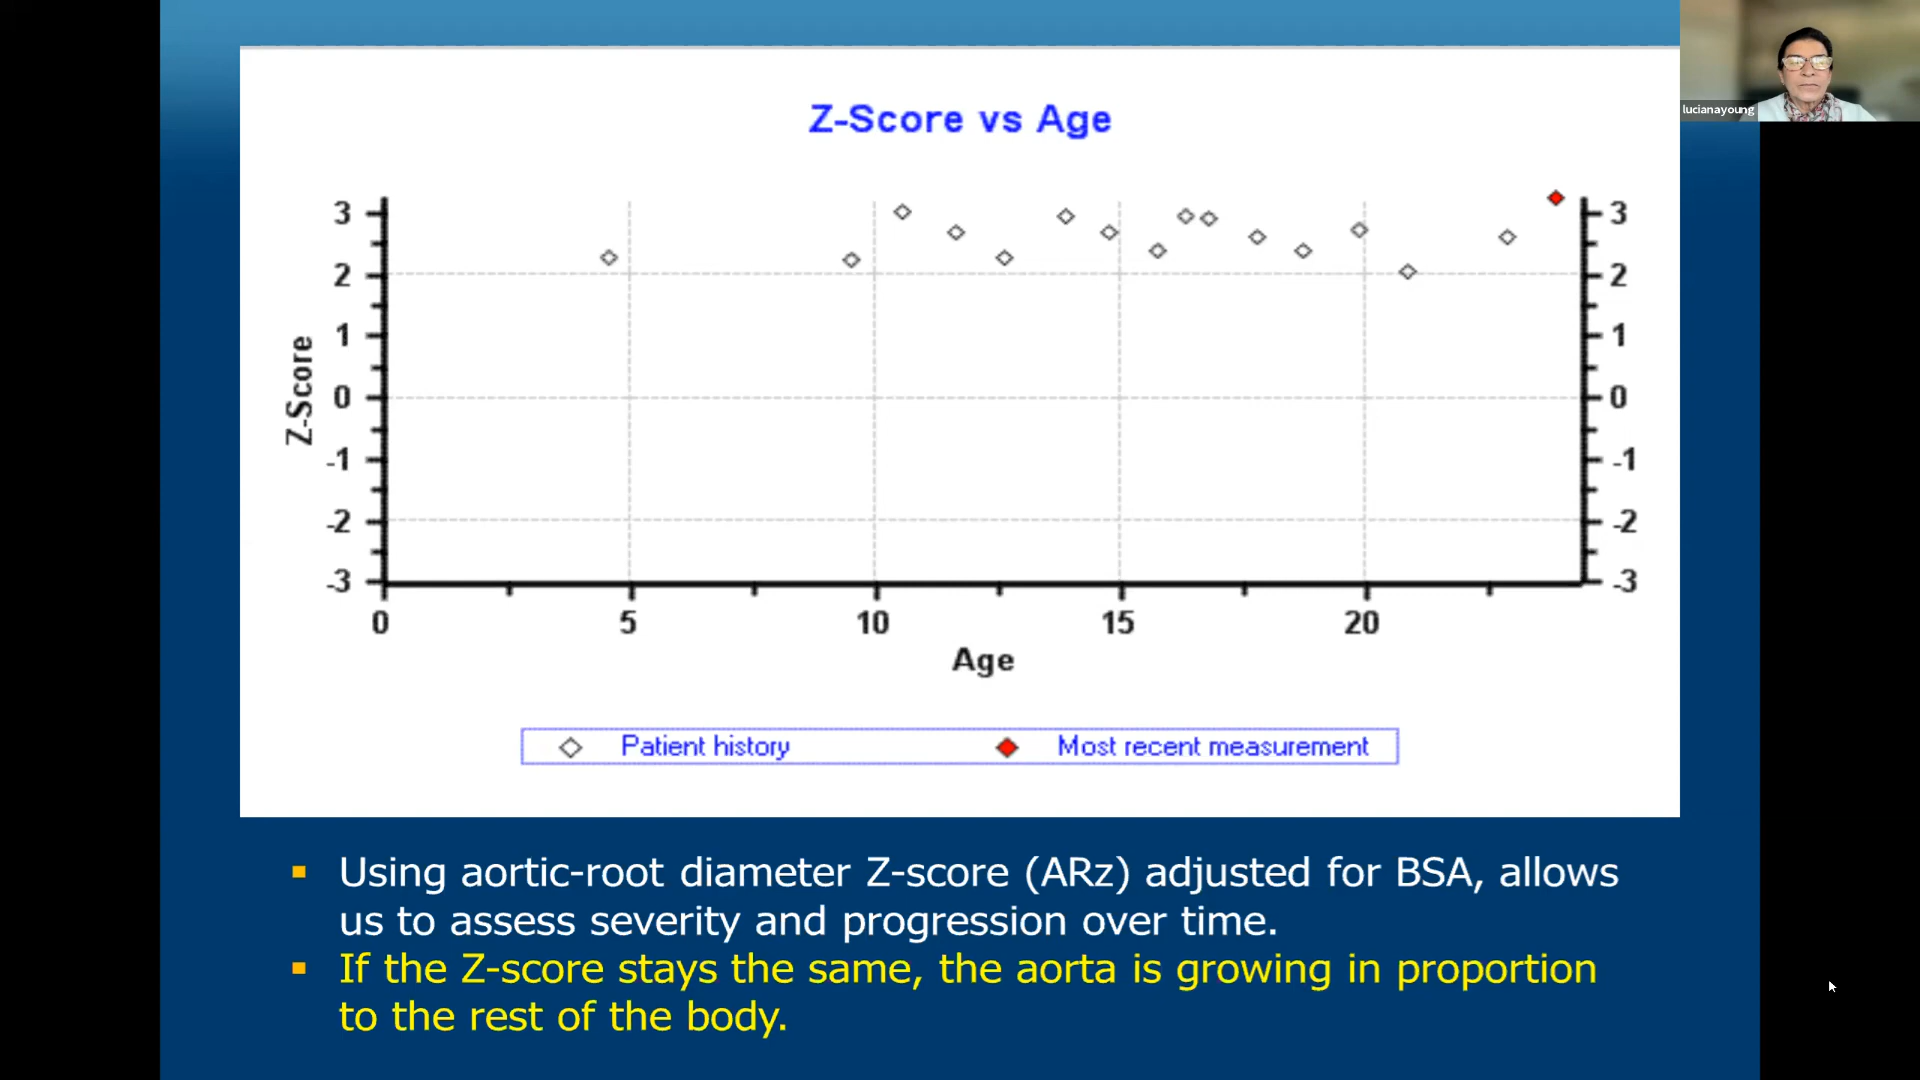 lucianayoung
Z-Score vs Age
3
2
1
0
-1
-2
-3
Z-Score
3
2
1
0
-1
-2
-3
0 5 10 15 20
Age
Patient history Most recent measurement
Using aortic-root diameter Z-score (ARz) adjusted for BSA, allows
us to assess severity and progression over time.
If the Z-score stays the same, the aorta is growing in proportion
to the rest of the body.